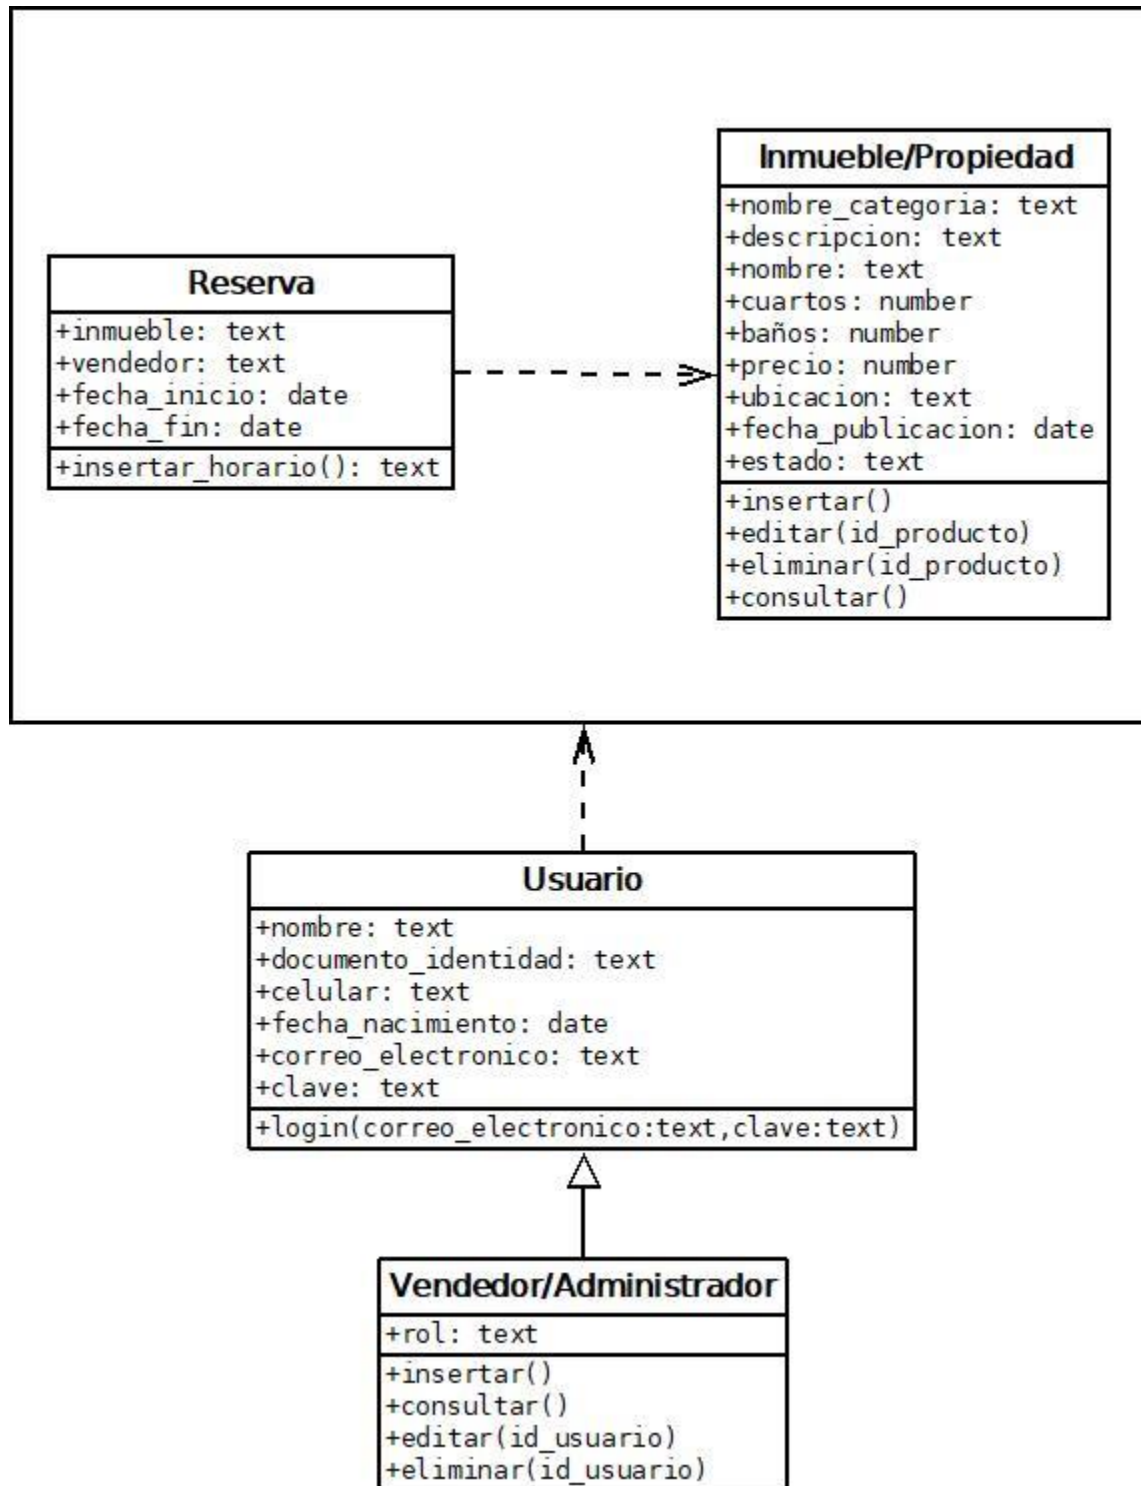 Inmueble/Propiedad
+nombre_categoria: text
+descripcion: text
+nombre: text
+cuartos: number
+baños: number
+precio: number
+ubicacion: text
+fecha_publicacion: date
+estado: text
+insertar()
+editar(id_producto)
+eliminar(id_producto)
+consultar()
Reserva
+inmueble: text
+vendedor: text
+fecha_inicio: date
+fecha_fin: date
+insertar_horario(): text
Usuario
+nombre: text
+documento_identidad: text
+celular: text
+fecha_nacimiento: date
+correo_electronico: text
+clave: text
+login(correo_electronico:text,clave:text)
Vendedor/Administrador
+rol: text
+insertar()
+consultar()
+editar(id_usuario)
+eliminar(id_usuario)